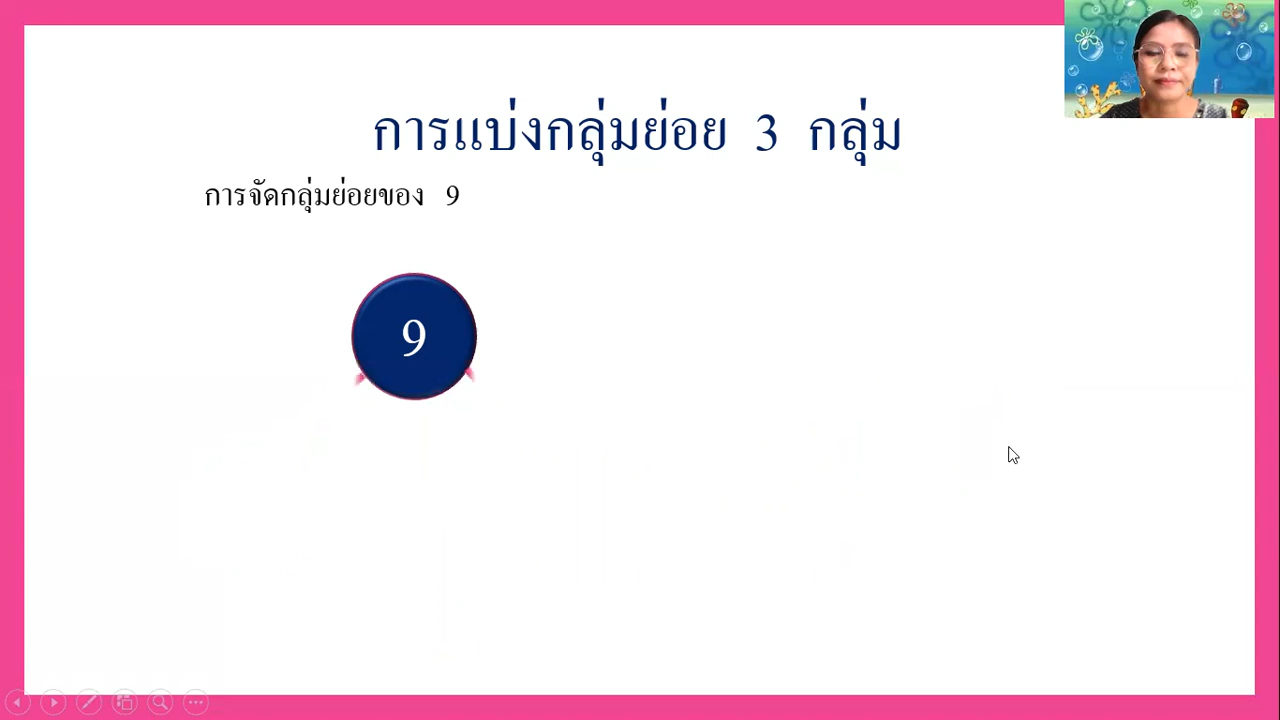 การแบ่งกลุ่มย่อย 3 กลุ่ม
การจัดกลุ่มย่อยของ 9
9